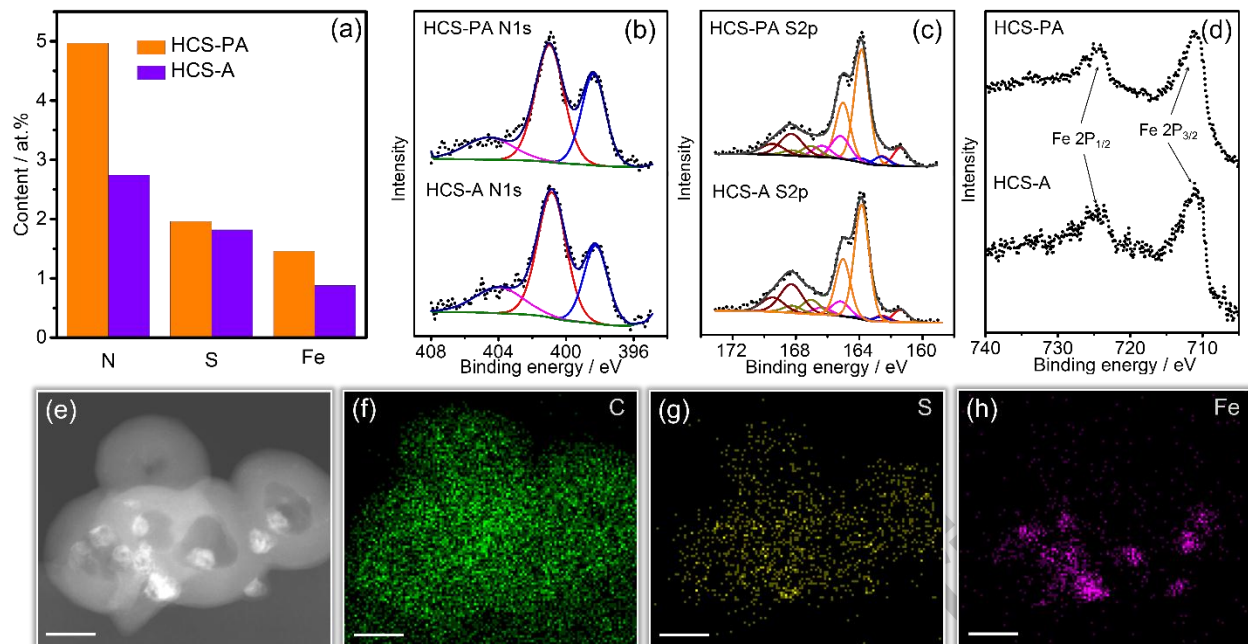 (a)
HCS-PA
HCS-A
Content / at.%
5
4
3
2
1
0
N S Fe
(b)
HCS-PA N1s
HCS-A N1s
Intensity
408 404 400 396
Binding energy / eV
(c)
HCS-PA S2p
HCS-A S2p
Intensity
172 168 164 160
Binding energy / eV
(d)
HCS-PA
Fe 2P1/2
Fe 2P3/2
HCS-A
Intensity
740 730 720 710
Binding energy / eV
(e)
(f) C
(g) S
(h) Fe